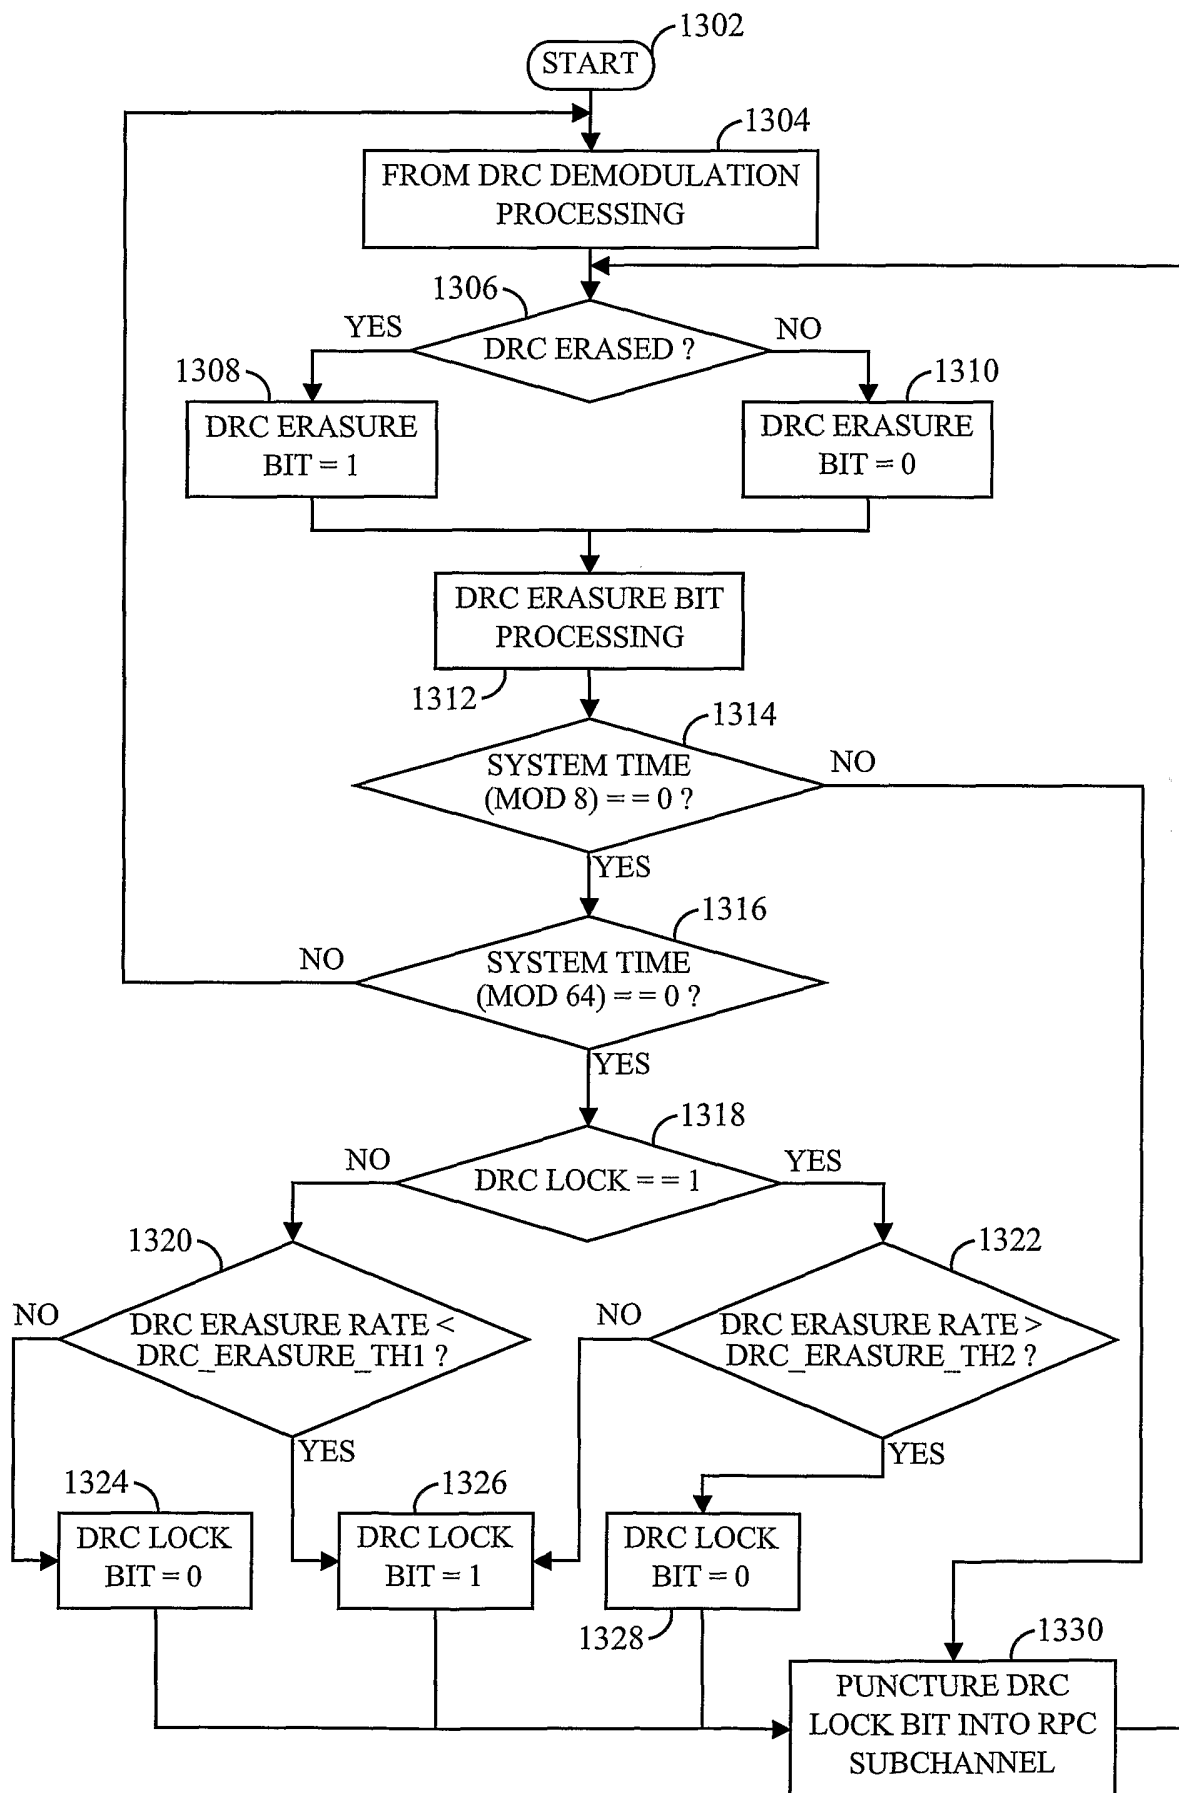 1302
START
1304
FROM DRC DEMODULATION
PROCESSING
1306
YES
NO
DRC ERASED ?
1308
1310
DRC ERASURE
BIT = 1
DRC ERASURE
BIT = 0
DRC ERASURE BIT
PROCESSING
1312
1314
SYSTEM TIME
(MOD 8) = = 0 ?
NO
YES
1316
NO
SYSTEM TIME
(MOD 64) = = 0 ?
YES
1318
NO
YES
DRC LOCK = = 1
1320
1322
NO
DRC ERASURE RATE <
DRC_ERASURE_TH1 ?
NO
DRC ERASURE RATE >
DRC_ERASURE_TH2 ?
YES
YES
1324
1326
DRC LOCK
BIT = 0
DRC LOCK
BIT = 1
DRC LOCK
BIT = 0
1328
1330
PUNCTURE DRC
LOCK BIT INTO RPC
SUBCHANNEL